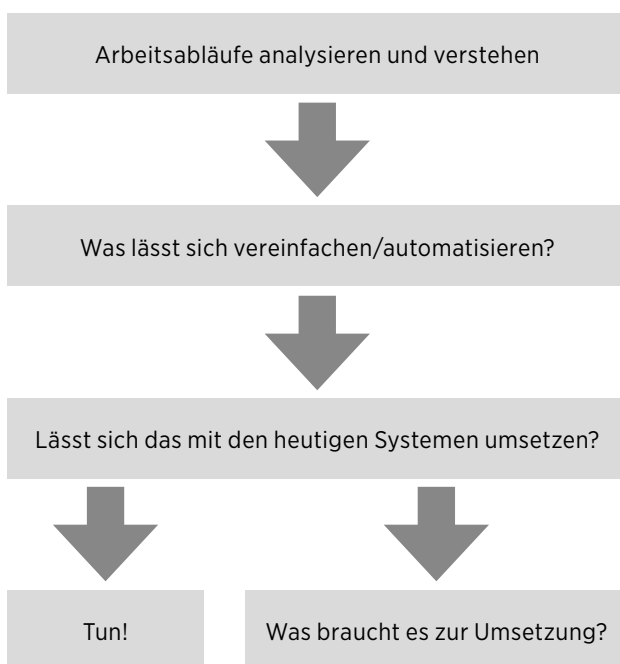 Arbeitsabläufe analysieren und verstehen
Was lässt sich vereinfachen/automatisieren?
Lässt sich das mit den heutigen Systemen umsetzen?
Tun!
Was braucht es zur Umsetzung?